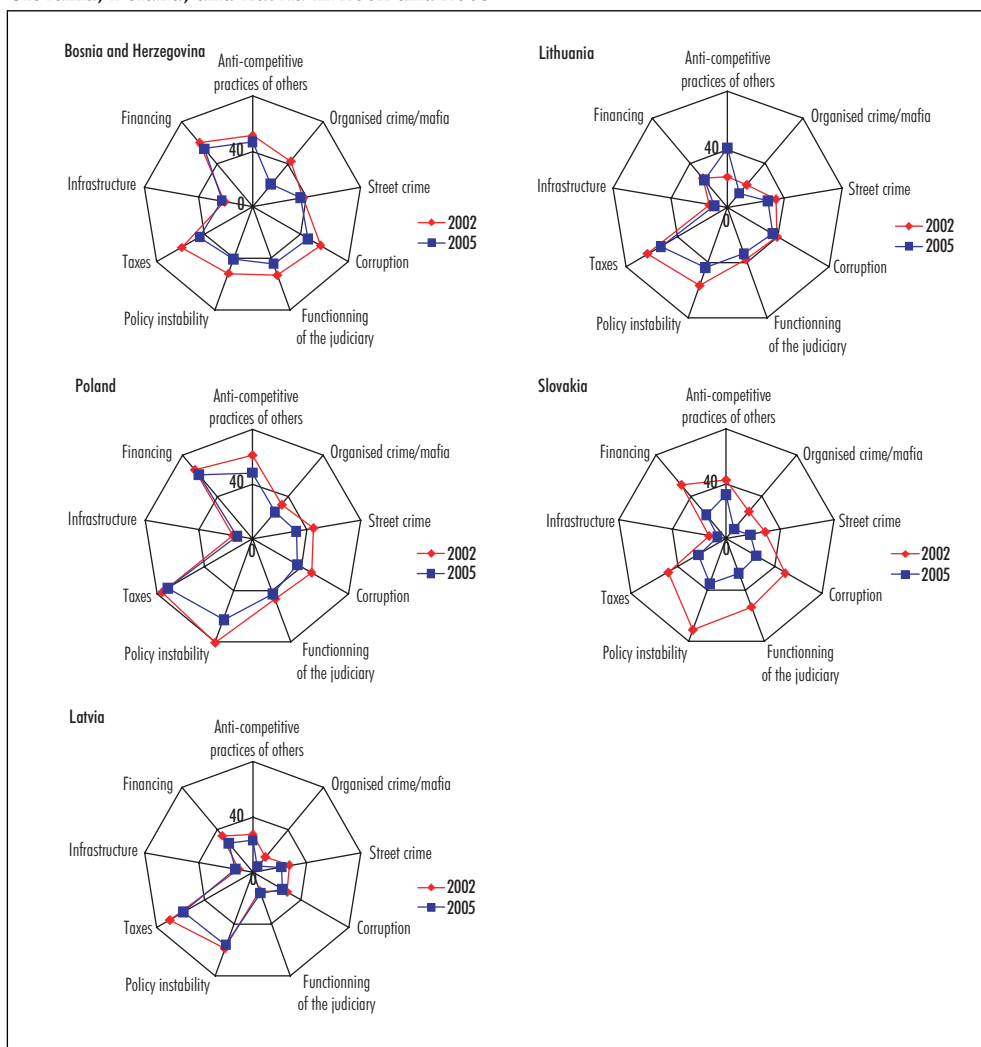 Bosnia and Herzegovina
Anti-competitive
practices of others
Financing
Organised crime/mafia
40
Infrastructure
Street crime
0
2002
2005
Taxes
Corruption
Policy instability
Functionning
of the judiciary
Lithuania
Anti-competitive
practices of others
Financing
Organised crime/mafia
40
Infrastructure
Street crime
0
2002
2005
Taxes
Corruption
Policy instability
Functionning
of the judiciary
Poland
Anti-competitive
practices of others
Financing
Organised crime/mafia
40
Infrastructure
Street crime
0
2002
2005
Taxes
Corruption
Policy instability
Functionning
of the judiciary
Slovakia
Anti-competitive
practices of others
Financing
Organised crime/mafia
40
Infrastructure
Street crime
0
2002
2005
Taxes
Corruption
Policy instability
Functionning
of the judiciary
Latvia
Anti-competitive
practices of others
Financing
Organised crime/mafia
40
Infrastructure
Street crime
0
2002
2005
Taxes
Corruption
Policy instability
Functionning
of the judiciary